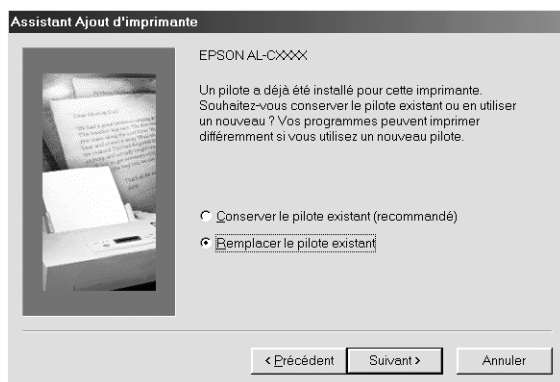 Assistant Ajout d'imprimante
EPSON AL-CXXXX
Un pilote a déjà été installé pour cette imprimante.
Souhaitez-vous conserver le pilote existant ou en utiliser
un nouveau ? Vos programmes peuvent imprimer
différemment si vous utilisez un nouveau pilote.
Conserver le pilote existant (recommandé)
Remplacer le pilote existant
< Précédent Suivant > Annuler